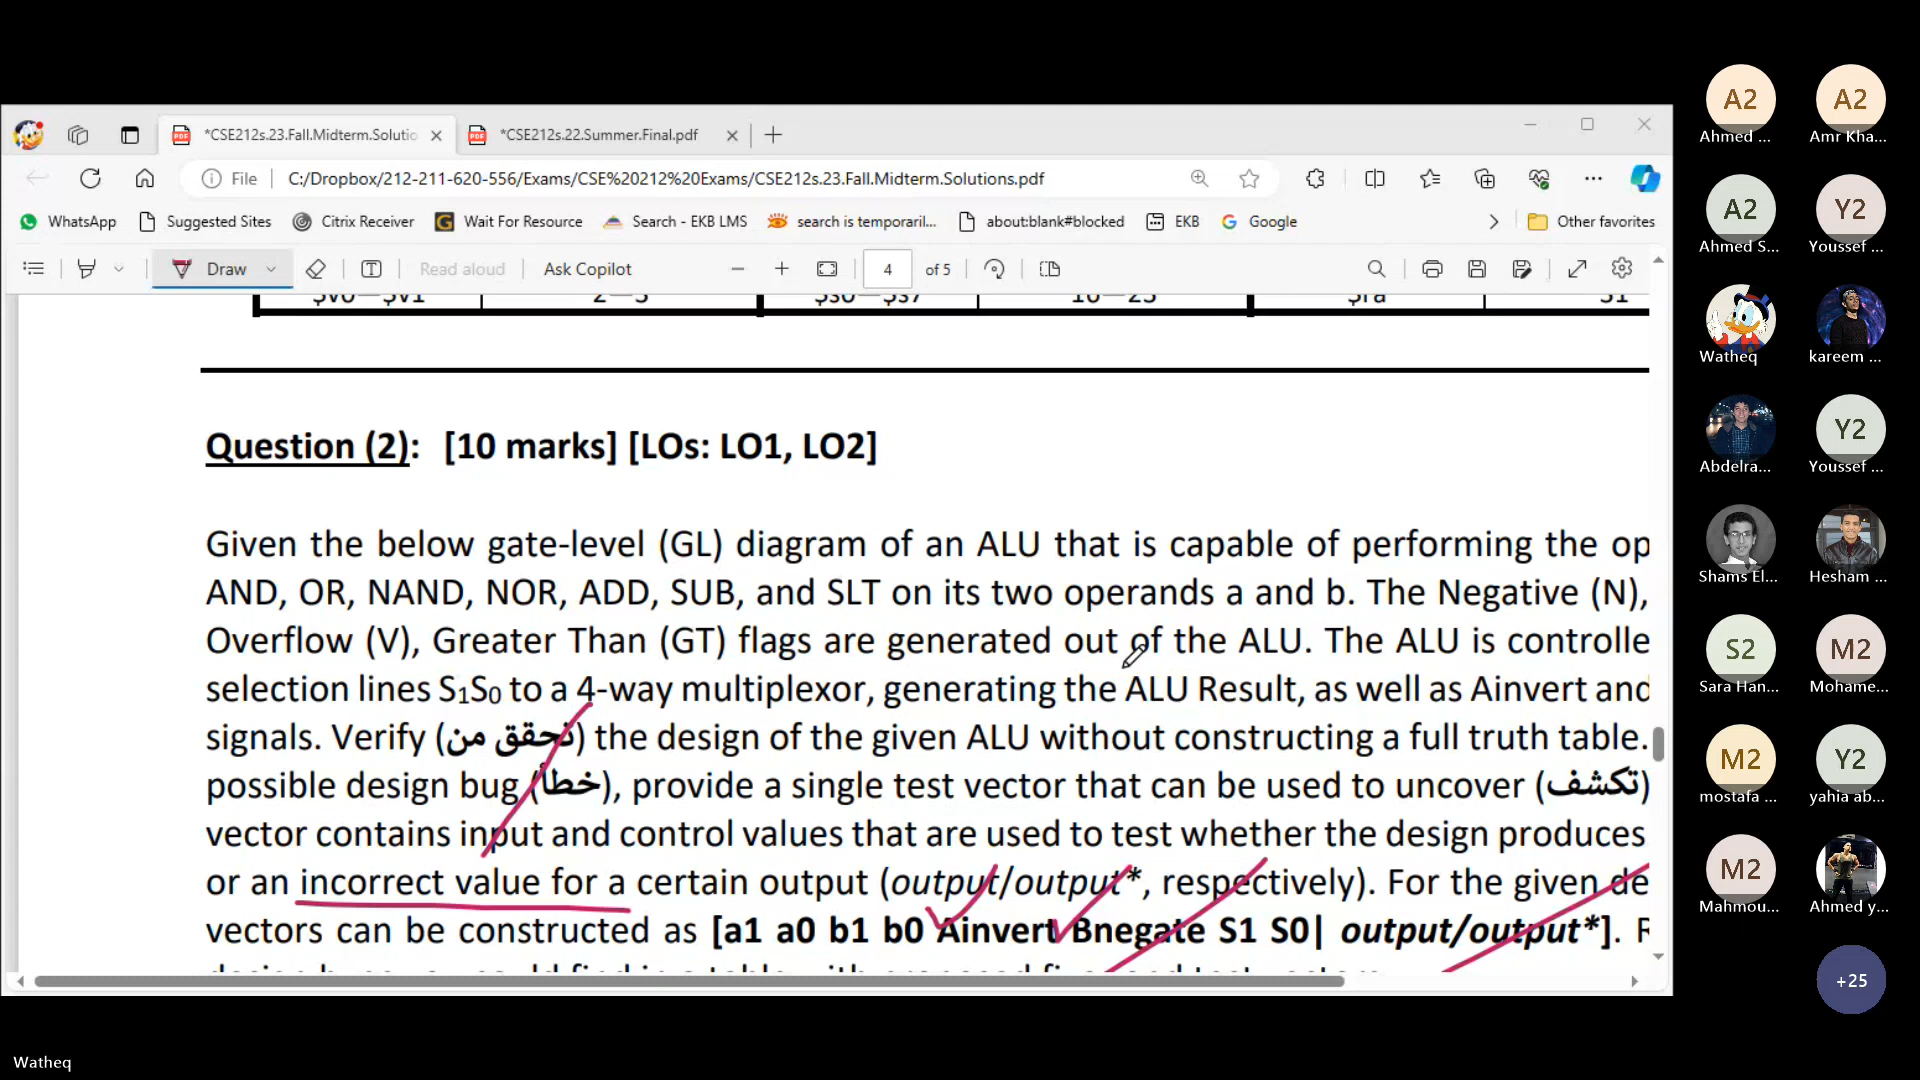 *CSE212s.23.Fall.Midterm.Solutio
*CSE212s.22.Summer.Final.pdf
File
C:/Dropbox/212-211-620-556/Exams/CSE%20212%20Exams/CSE212s.23.Fall.Midterm.Solutions.pdf
WhatsApp
Suggested Sites
Citrix Receiver
Wait For Resource
Search - EKB LMS
search is temporaril...
about:blank#blocked
EKB
Google
Other favorites
Draw
Read aloud
Ask Copilot
4 of 5
$v0—$v1 2—3 $s0—$s7 16—23 $ra 31
Question (2): [10 marks] [LOs: LO1, LO2]
Given the below gate-level (GL) diagram of an ALU that is capable of performing the op
AND, OR, NAND, NOR, ADD, SUB, and SLT on its two operands a and b. The Negative (N),
Overflow (V), Greater Than (GT) flags are generated out of the ALU. The ALU is controlle
selection lines S1S0 to a 4-way multiplexor, generating the ALU Result, as well as Ainvert and
signals. Verify (تحقق من) the design of the given ALU without constructing a full truth table.
possible design bug (خطأ), provide a single test vector that can be used to uncover (تكشف)
vector contains input and control values that are used to test whether the design produces
or an incorrect value for a certain output (output/output*, respectively). For the given de
vectors can be constructed as [a1 a0 b1 b0 Ainvert Bnegate S1 S0| output/output*]. R
A2
Ahmed ...
A2
Amr Kha...
A2
Ahmed S...
Y2
Youssef ...
Watheq
kareem ...
Abdelra...
Y2
Youssef ...
Shams El...
Hesham ...
S2
Sara Han...
M2
Mohame...
M2
mostafa ...
Y2
yahia ab...
M2
Mahmou...
Ahmed y...
+25
Watheq